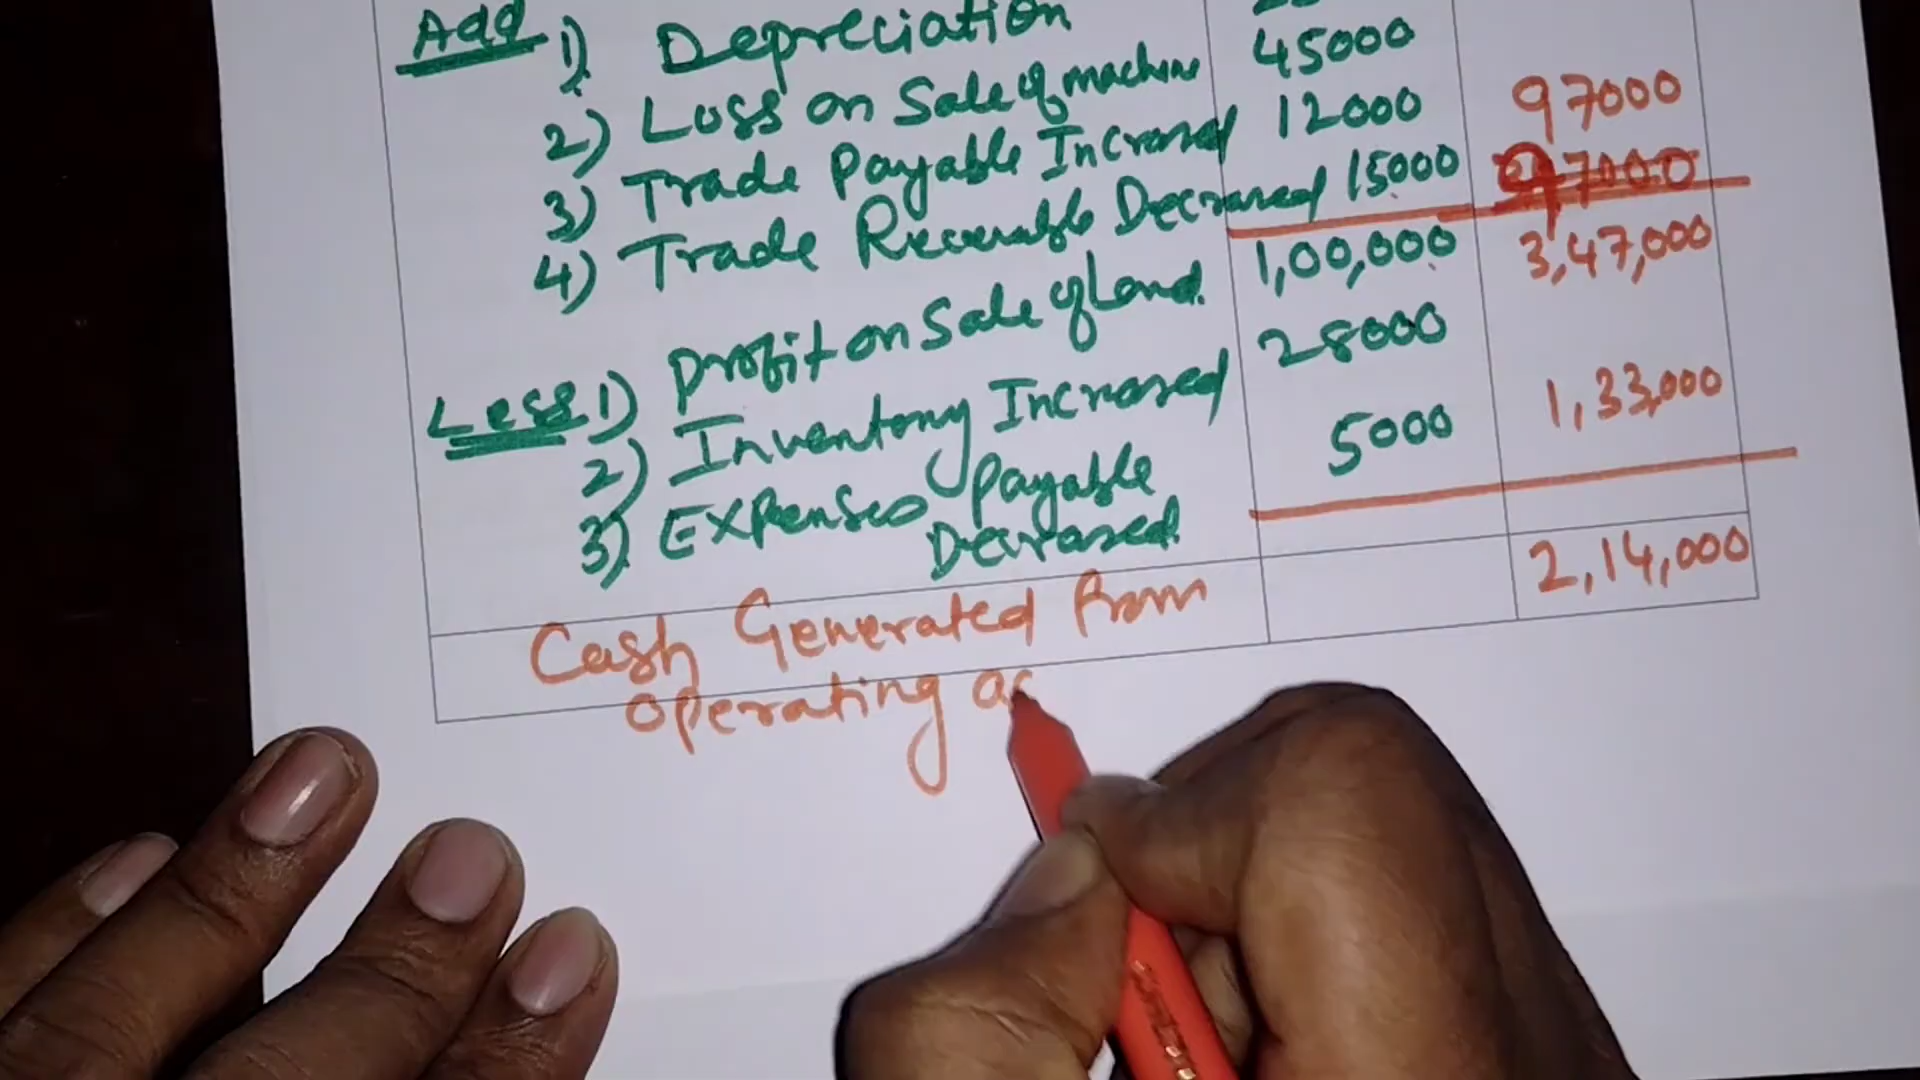 Add 1) Depreciation
2) Loss on Sale of machine 45000
3) Trade Payable Increased 12000 97000
4) Trade Receivable Decreased 15000 97000
Less 1) Profit on Sale of Land. 1,00,000 3,47,000
2) Inventory Increased 28000
3) Expenses Payable 5000 1,33,000
Decreased.
Cash Generated From 2,14,000
operating ac